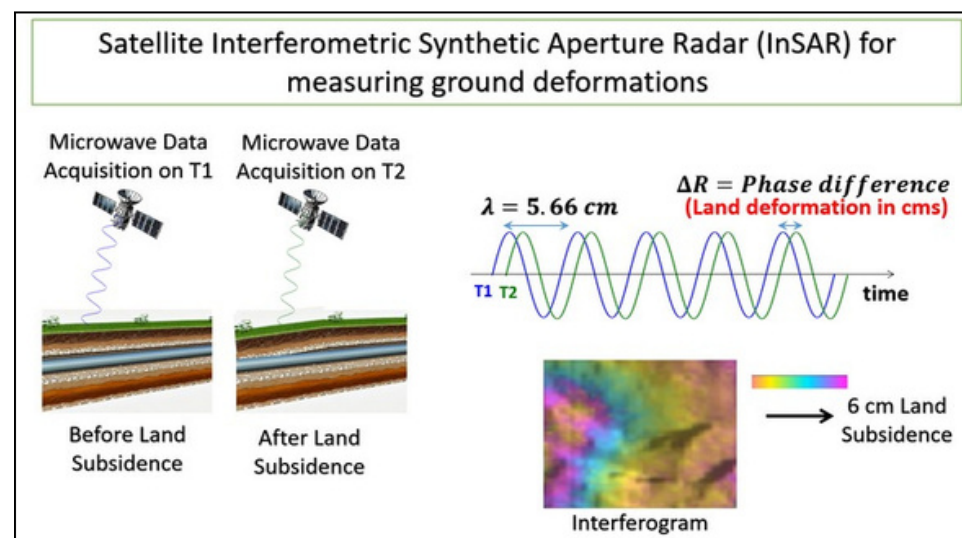 Satellite Interferometric Synthetic Aperture Radar (InSAR) for
measuring ground deformations
Microwave Data
Acquisition on T1
Microwave Data
Acquisition on T2
Before Land
Subsidence
After Land
Subsidence
λ = 5.66 cm
ΔR = Phase difference
(Land deformation in cms)
T1 T2
time
6 cm Land
Subsidence
Interferogram